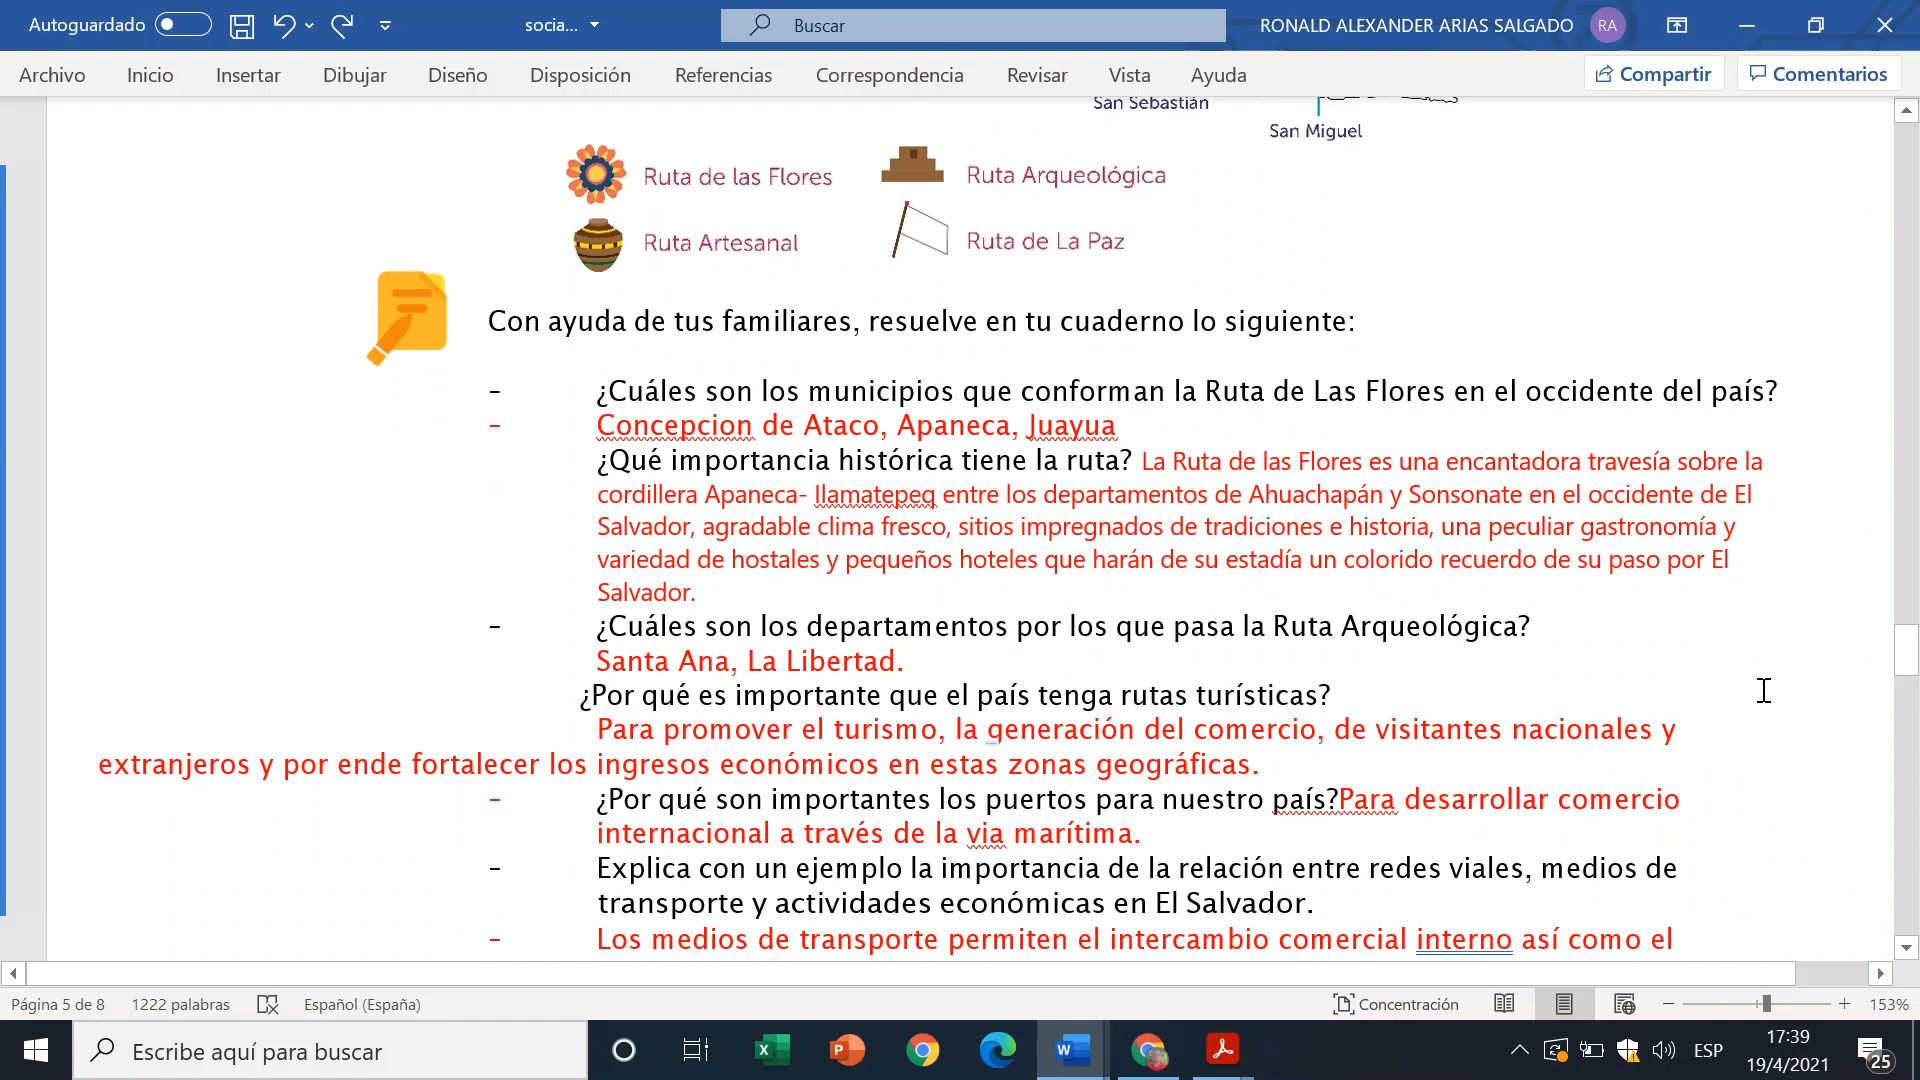 Autoguardado
socia...
Buscar
RONALD ALEXANDER ARIAS SALGADO
RA
Archivo Inicio Insertar Dibujar Diseño Disposición Referencias Correspondencia Revisar Vista Ayuda
Compartir
Comentarios
San Sebastián
San Miguel
Ruta de las Flores
Ruta Arqueológica
Ruta Artesanal
Ruta de La Paz
Con ayuda de tus familiares, resuelve en tu cuaderno lo siguiente:
- ¿Cuáles son los municipios que conforman la Ruta de Las Flores en el occidente del país?
- Concepcion de Ataco, Apaneca, Juayua
¿Qué importancia histórica tiene la ruta? La Ruta de las Flores es una encantadora travesía sobre la
cordillera Apaneca- Ilamatepeq entre los departamentos de Ahuachapán y Sonsonate en el occidente de El
Salvador, agradable clima fresco, sitios impregnados de tradiciones e historia, una peculiar gastronomía y
variedad de hostales y pequeños hoteles que harán de su estadía un colorido recuerdo de su paso por El
Salvador.
- ¿Cuáles son los departamentos por los que pasa la Ruta Arqueológica?
Santa Ana, La Libertad.
¿Por qué es importante que el país tenga rutas turísticas?
Para promover el turismo, la generación del comercio, de visitantes nacionales y
extranjeros y por ende fortalecer los ingresos económicos en estas zonas geográficas.
- ¿Por qué son importantes los puertos para nuestro país?Para desarrollar comercio
internacional a través de la via marítima.
- Explica con un ejemplo la importancia de la relación entre redes viales, medios de
transporte y actividades económicas en El Salvador.
- Los medios de transporte permiten el intercambio comercial interno así como el
Página 5 de 8
1222 palabras
Español (España)
Concentración
153%
Escribe aquí para buscar
ESP
17:39
19/4/2021
25